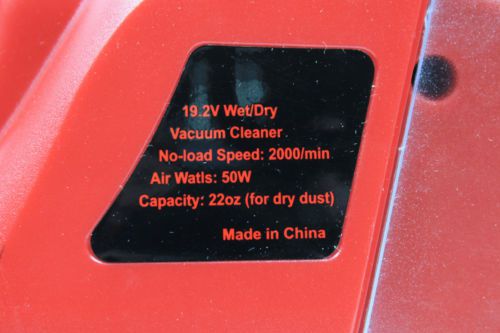 19.2V Wet/Dry
Vacuum Cleaner
No-load Speed: 2000/min
Air Watls: 50W
Capacity: 22oz (for dry dust)
Made in China